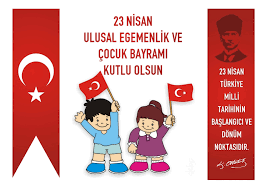 23 NİSAN
ULUSAL EGEMENLİK VE
ÇOCUK BAYRAMI
KUTLU OLSUN
23 NİSAN
TÜRKİYE
MİLLİ
TARİHİNİN
BAŞLANGICI VE
DÖNÜM
NOKTASIDIR.